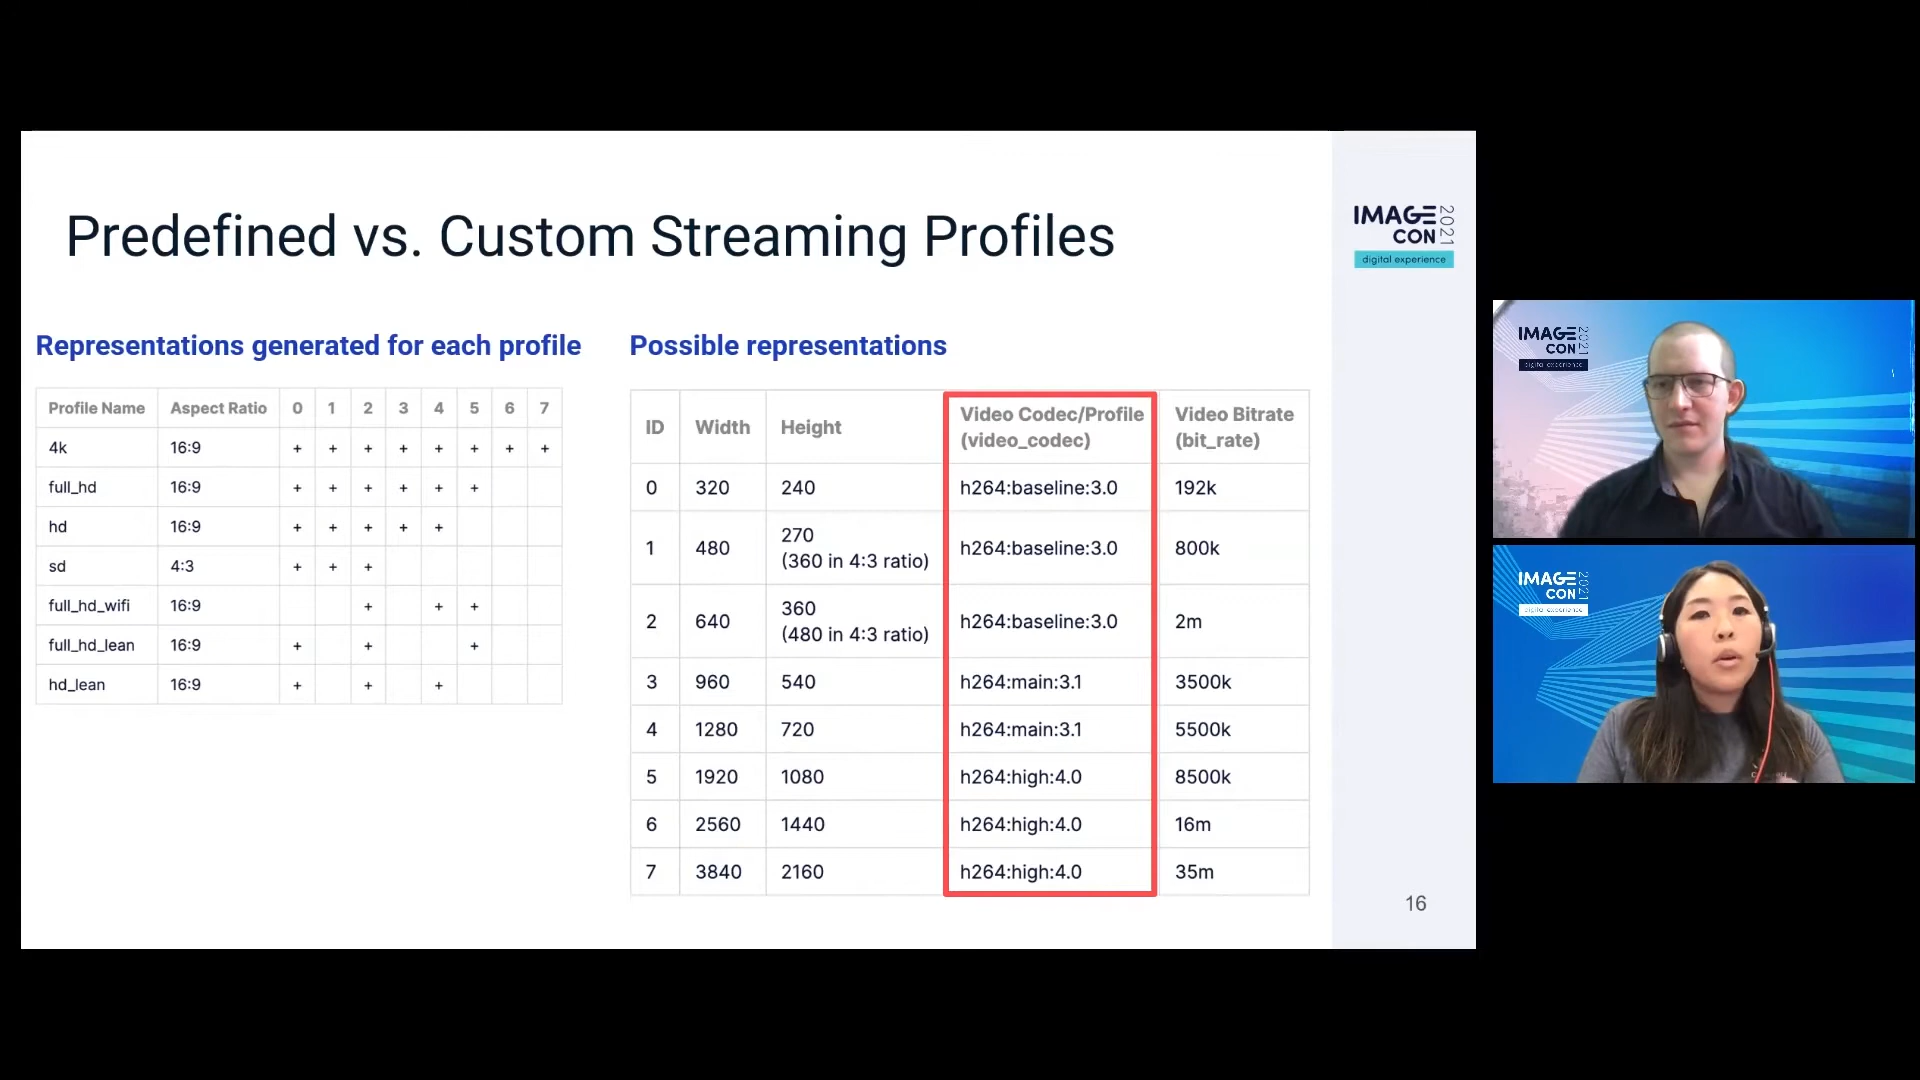 Predefined vs. Custom Streaming Profiles
IMAGE
CON
2021
digital experience
Representations generated for each profile
Profile Name Aspect Ratio 0 1 2 3 4 5 6 7
4k 16:9 + + + + + + + +
full_hd 16:9 + + + + + +
hd 16:9 + + + + +
sd 4:3 + + +
full_hd_wifi 16:9 + + +
full_hd_lean 16:9 + + +
hd_lean 16:9 + + +
Possible representations
ID Width Height Video Codec/Profile (video_codec) Video Bitrate (bit_rate)
0 320 240 h264:baseline:3.0 192k
1 480 270 (360 in 4:3 ratio) h264:baseline:3.0 800k
2 640 360 (480 in 4:3 ratio) h264:baseline:3.0 2m
3 960 540 h264:main:3.1 3500k
4 1280 720 h264:main:3.1 5500k
5 1920 1080 h264:high:4.0 8500k
6 2560 1440 h264:high:4.0 16m
7 3840 2160 h264:high:4.0 35m
16
IMAGE
CON
2021
digital experience
IMAGE
CON
2021
digital experience